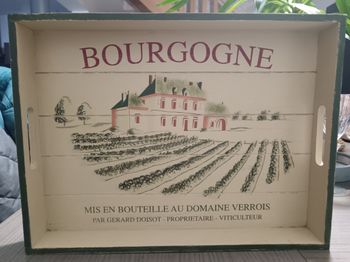 BOURGOGNE
MIS EN BOUTEILLE AU DOMAINE VERROIS
PAR GERARD DOISOT - PROPRIETAIRE - VITICULTEUR